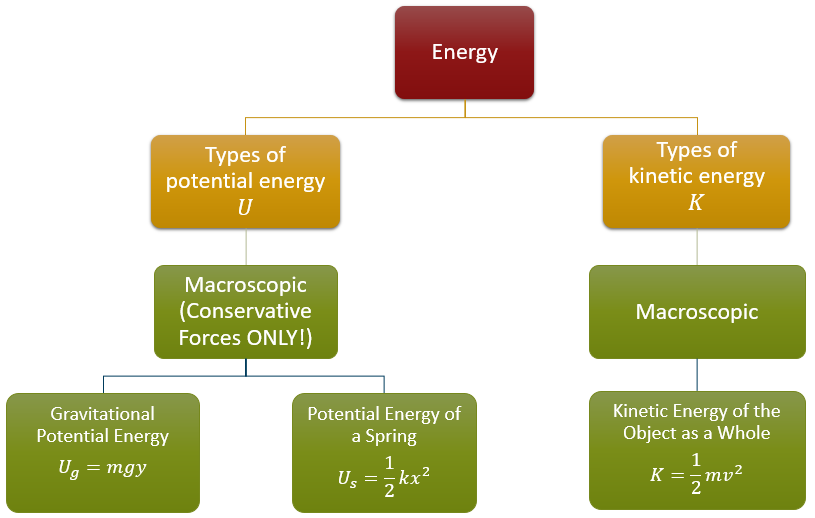 Energy
Types of
potential energy
U
Types of
kinetic energy
K
Macroscopic
(Conservative
Forces ONLY!)
Macroscopic
Gravitational
Potential Energy
U_g = mgy
Potential Energy of
a Spring
U_s = \frac{1}{2} kx^2
Kinetic Energy of the
Object as a Whole
K = \frac{1}{2} mv^2